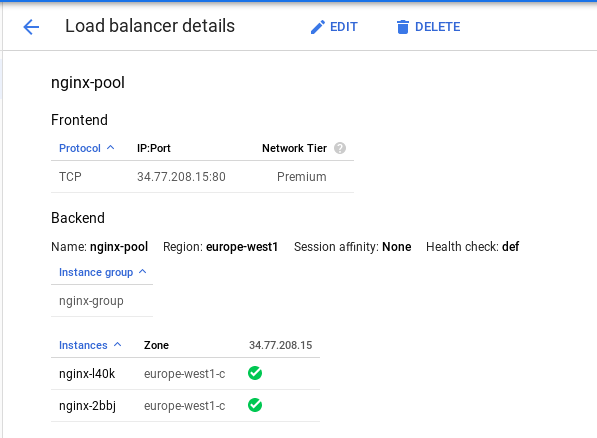 Load balancer details EDIT DELETE
nginx-pool
Frontend
Protocol IP:Port Network Tier ?
TCP 34.77.208.15:80 Premium
Backend
Name: nginx-pool Region: europe-west1 Session affinity: None Health check: def
Instance group
nginx-group
Instances Zone 34.77.208.15
nginx-l40k europe-west1-c
nginx-2bbj europe-west1-c